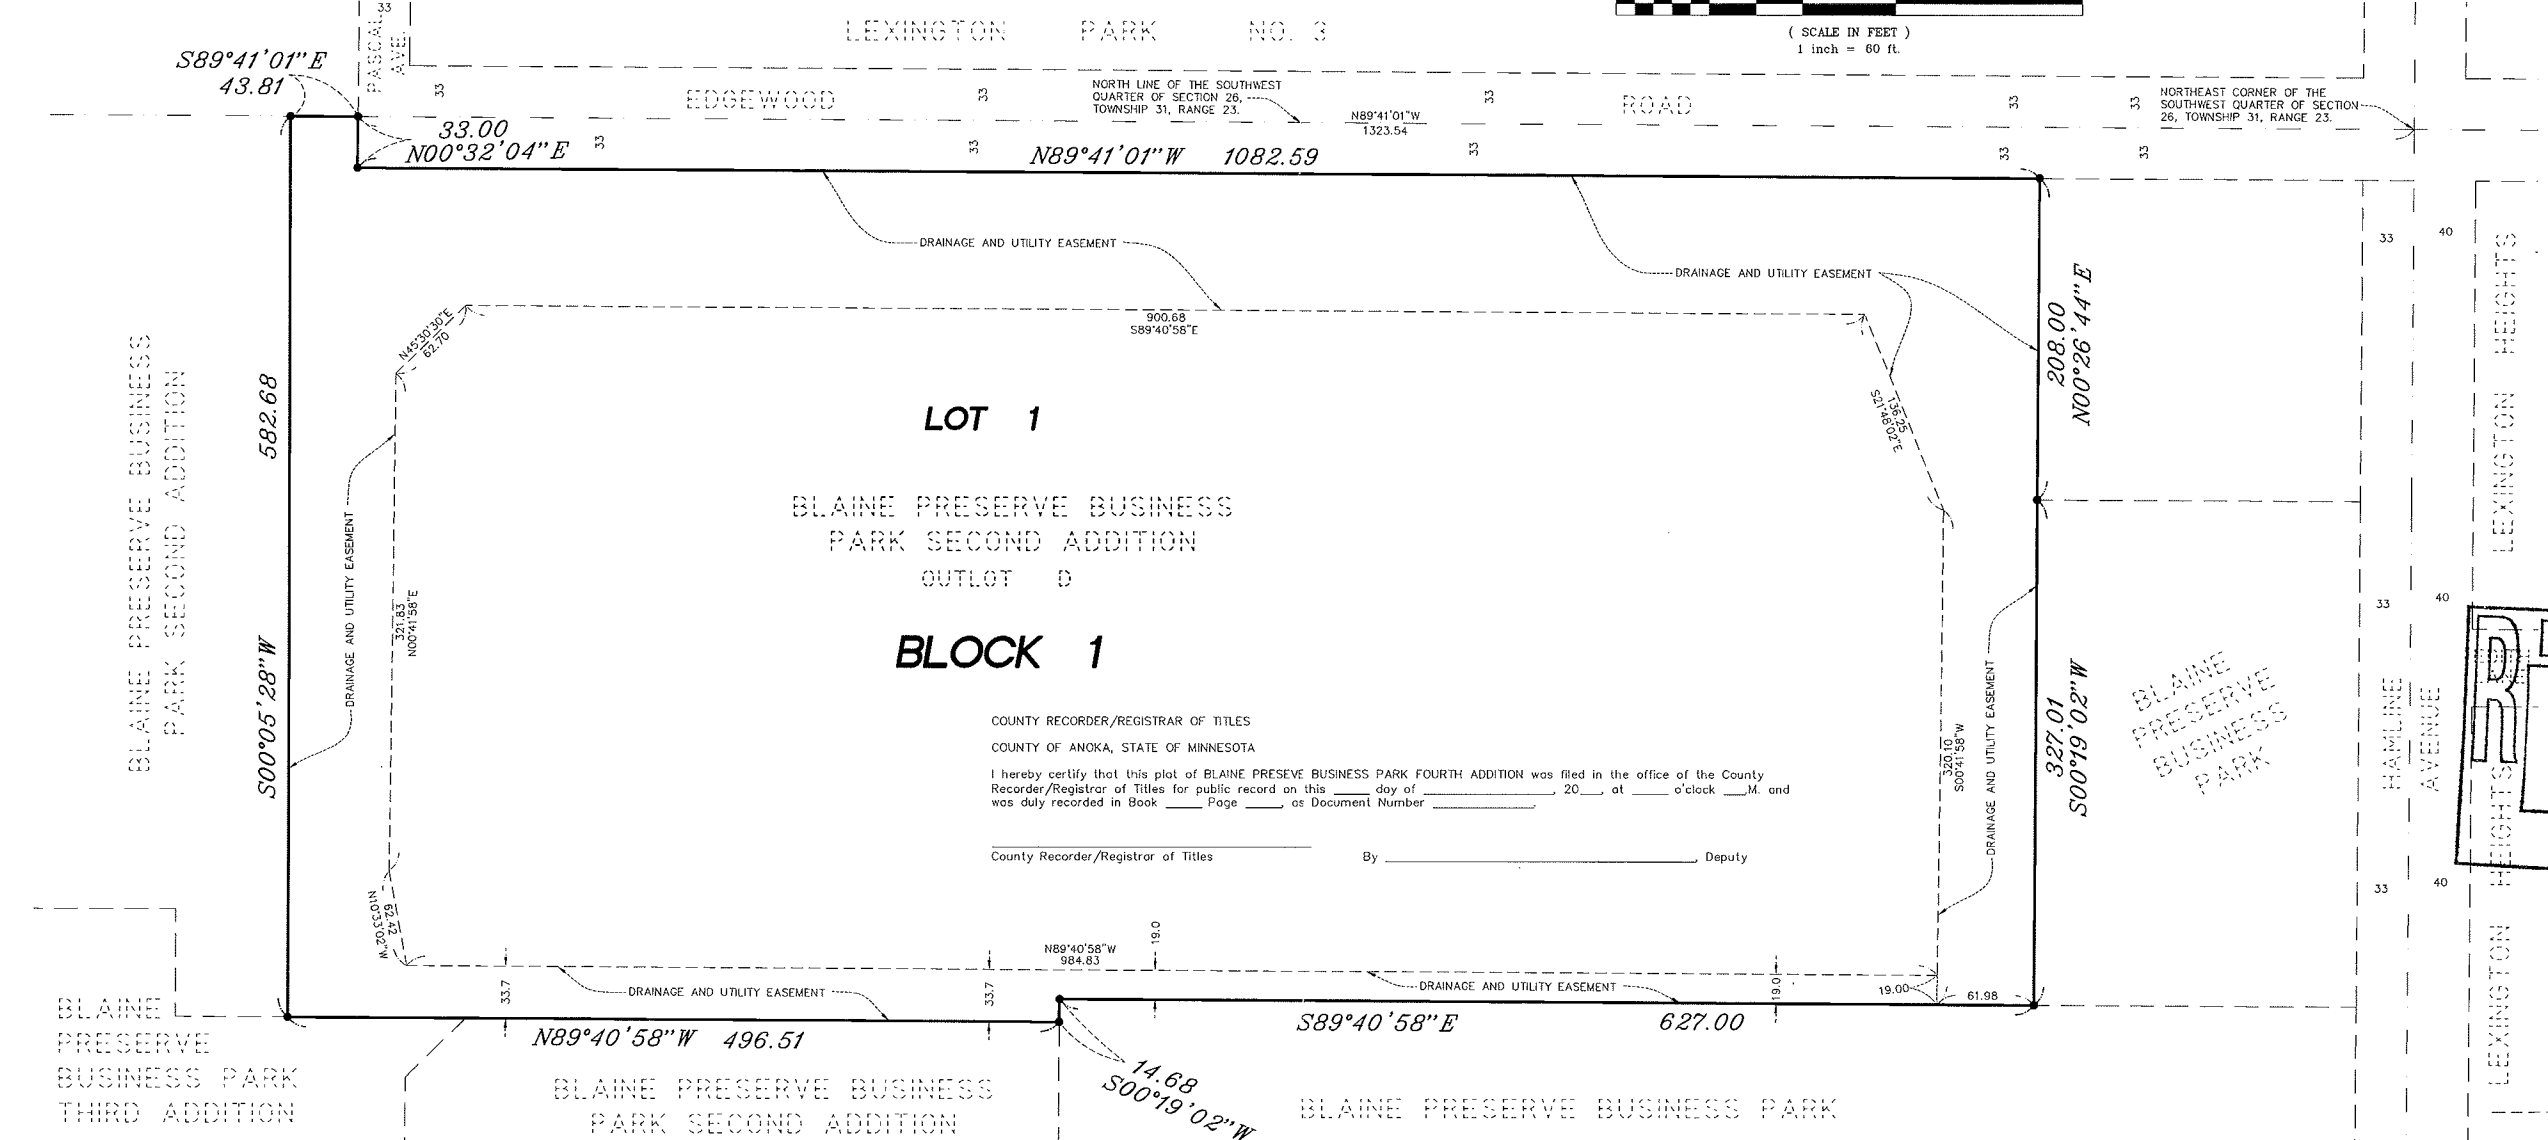 PASCAL
AVE.
33
LEXINGTON PARK NO. 3
( SCALE IN FEET )
1 inch = 60 ft.
S89°41'01"E
43.81
33
EDGEWOOD
33
NORTH LINE OF THE SOUTHWEST
QUARTER OF SECTION 26,
TOWNSHIP 31, RANGE 23.
N89°41'01"W
1323.54
33
ROAD
33
33
NORTHEAST CORNER OF THE
SOUTHWEST QUARTER OF SECTION
26, TOWNSHIP 31, RANGE 23.
33.00
N00°32'04"E
33
33
N89°41'01"W 1082.59
33
33
33
DRAINAGE AND UTILITY EASEMENT
DRAINAGE AND UTILITY EASEMENT
33
40
N45°30'30"E
62.70
900.68
S89°40'58"E
136.25
S21°48'02"E
208.00
N00°26'44"E
LEXINGTON HEIGHTS
BLAINE PRESERVE BUSINESS
PARK SECOND ADDITION
582.68
S00°05'28"W
DRAINAGE AND UTILITY EASEMENT
321.83
N00°41'58"E
LOT 1
BLAINE PRESERVE BUSINESS
PARK SECOND ADDITION
OUTLOT D
BLOCK 1
COUNTY RECORDER/REGISTRAR OF TITLES
COUNTY OF ANOKA, STATE OF MINNESOTA
I hereby certify that this plat of BLAINE PRESEVE BUSINESS PARK FOURTH ADDITION was filed in the office of the County
Recorder/Registrar of Titles for public record on this _____ day of ____________________, 20___, at _____ o'clock ___.M. and
was duly recorded in Book _____ Page _____, as Document Number _______________.
County Recorder/Registrar of Titles By ____________________, Deputy
320.10
S00°41'58"W
DRAINAGE AND UTILITY EASEMENT
327.01
S00°19'02"W
BLAINE
PRESERVE
BUSINESS
PARK
33
40
HAMLINE
AVENUE
33
40
LEXINGTON HEIGHTS
62.42
N10°33'02"W
N89°40'58"W
984.83
19.0
33.7
DRAINAGE AND UTILITY EASEMENT
33.7
DRAINAGE AND UTILITY EASEMENT
19.0
19.00
61.98
N89°40'58"W 496.51
S89°40'58"E 627.00
14.68
S00°19'02"W
BLAINE
PRESERVE
BUSINESS PARK
THIRD ADDITION
BLAINE PRESERVE BUSINESS
PARK SECOND ADDITION
BLAINE PRESERVE BUSINESS PARK